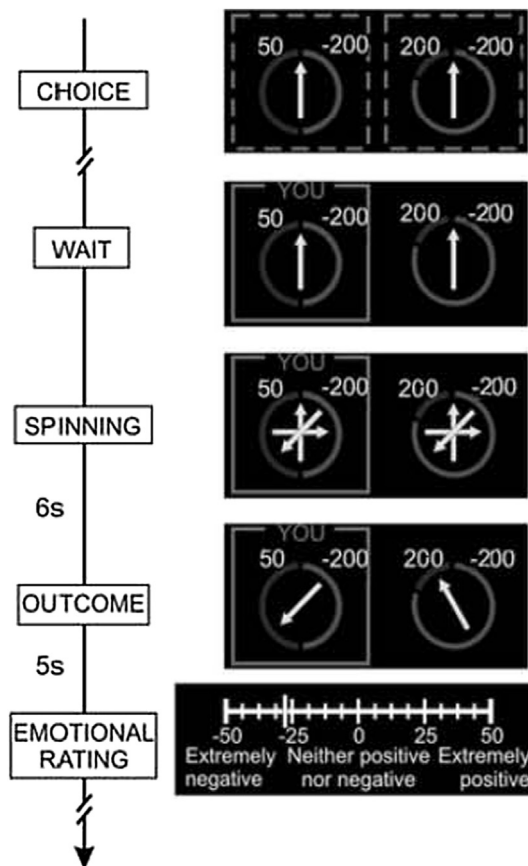 CHOICE
50 -200 200 -200
WAIT
YOU
50 -200 200 -200
SPINNING
YOU
50 -200 200 -200
6s
OUTCOME
YOU
50 -200 200 -200
5s
EMOTIONAL
RATING
-50 -25 0 25 50
Extremely Neither positive Extremely
negative nor negative positive